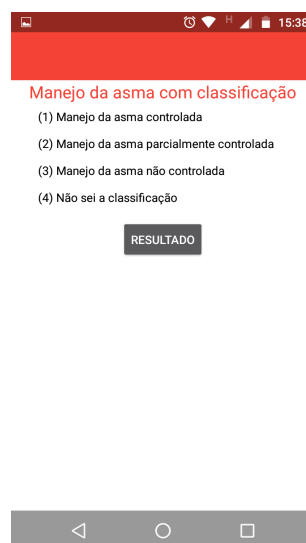 H 15:38
Manejo da asma com classificação
(1) Manejo da asma controlada
(2) Manejo da asma parcialmente controlada
(3) Manejo da asma não controlada
(4) Não sei a classificação
RESULTADO